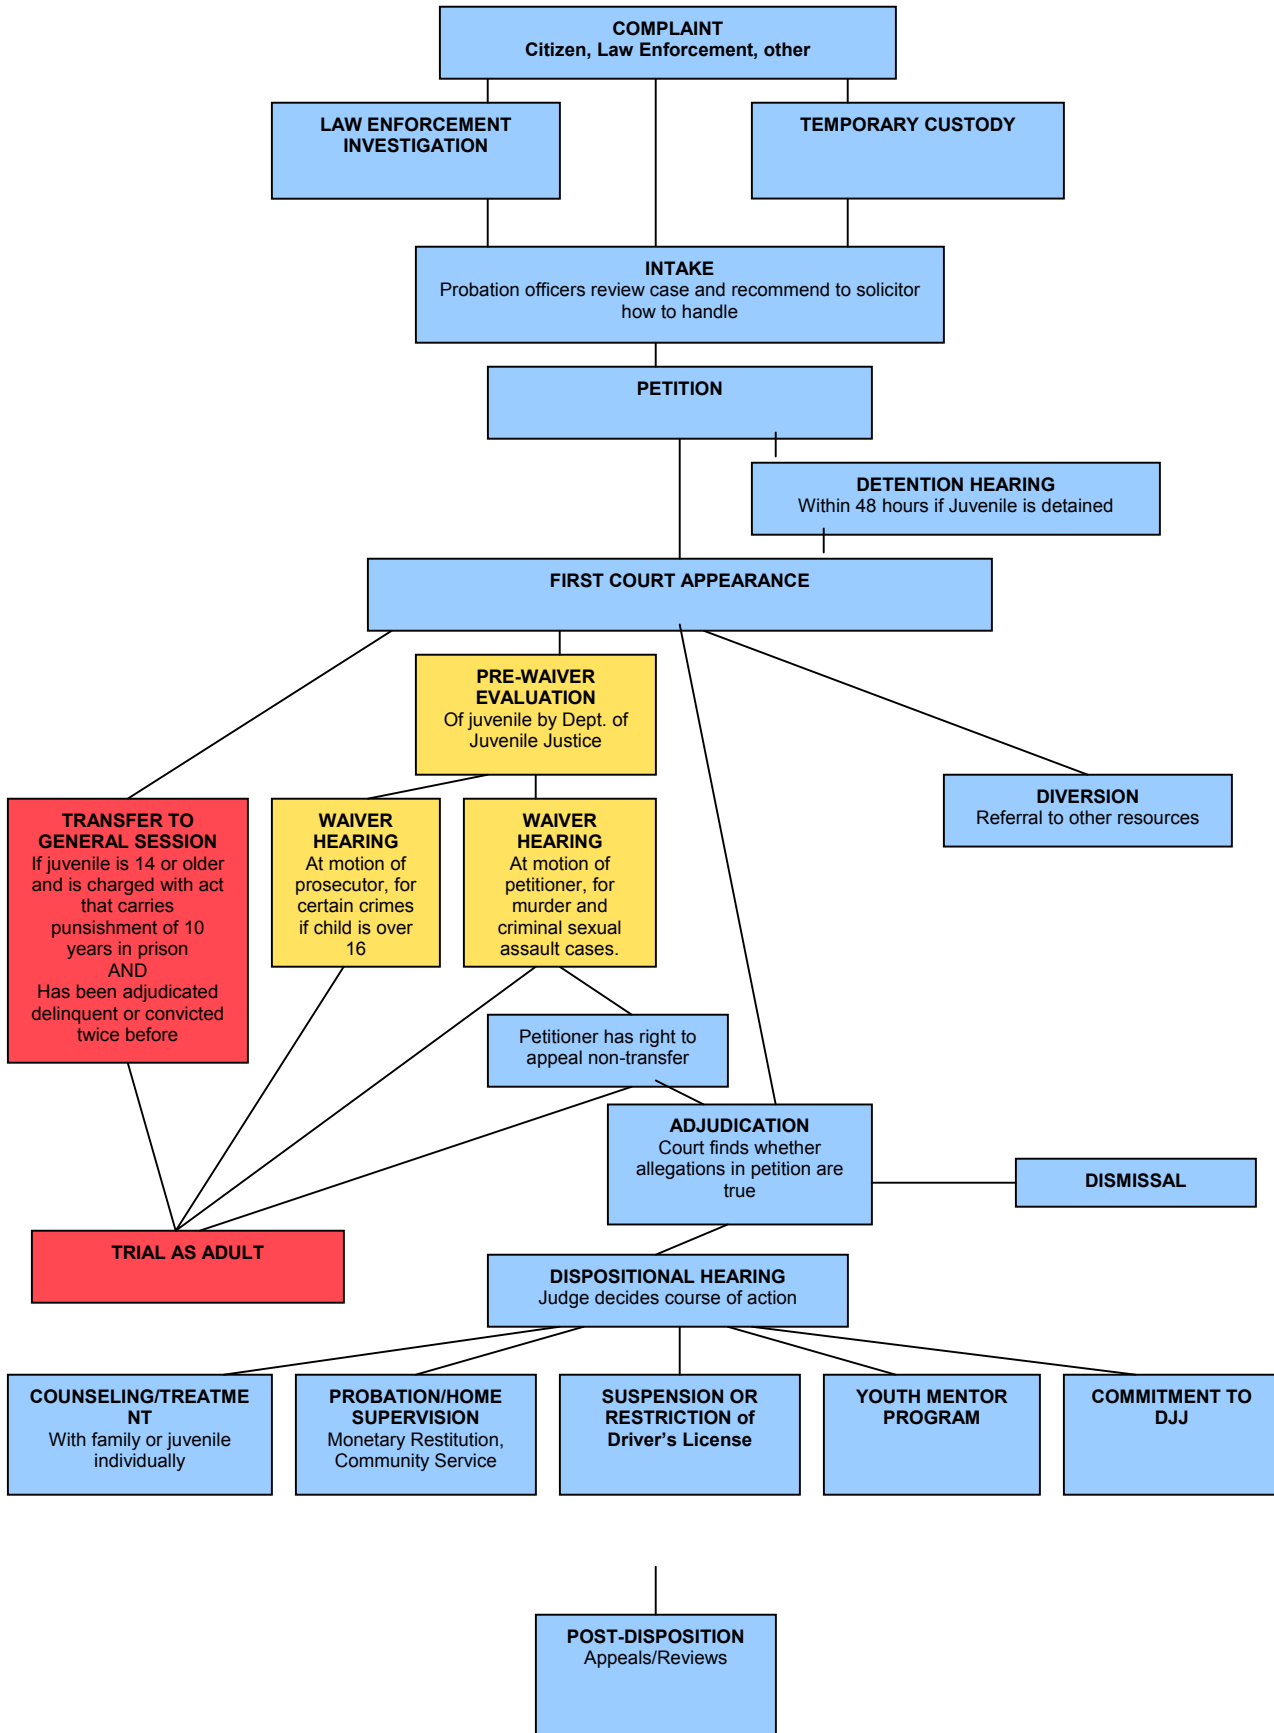 COMPLAINT
Citizen, Law Enforcement, other
LAW ENFORCEMENT
INVESTIGATION
TEMPORARY CUSTODY
INTAKE
Probation officers review case and recommend to solicitor
how to handle
PETITION
DETENTION HEARING
Within 48 hours if Juvenile is detained
FIRST COURT APPEARANCE
PRE-WAIVER
EVALUATION
Of juvenile by Dept. of
Juvenile Justice
TRANSFER TO
GENERAL SESSION
If juvenile is 14 or older
and is charged with act
that carries
punsishment of 10
years in prison
AND
Has been adjudicated
delinquent or convicted
twice before
WAIVER
HEARING
At motion of
prosecutor, for
certain crimes
if child is over
16
WAIVER
HEARING
At motion of
petitioner, for
murder and
criminal sexual
assault cases.
DIVERSION
Referral to other resources
Petitioner has right to
appeal non-transfer
ADJUDICATION
Court finds whether
allegations in petition are
true
DISMISSAL
TRIAL AS ADULT
DISPOSITIONAL HEARING
Judge decides course of action
COUNSELING/TREATME
NT
With family or juvenile
individually
PROBATION/HOME
SUPERVISION
Monetary Restitution,
Community Service
SUSPENSION OR
RESTRICTION of
Driver’s License
YOUTH MENTOR
PROGRAM
COMMITMENT TO
DJJ
POST-DISPOSITION
Appeals/Reviews